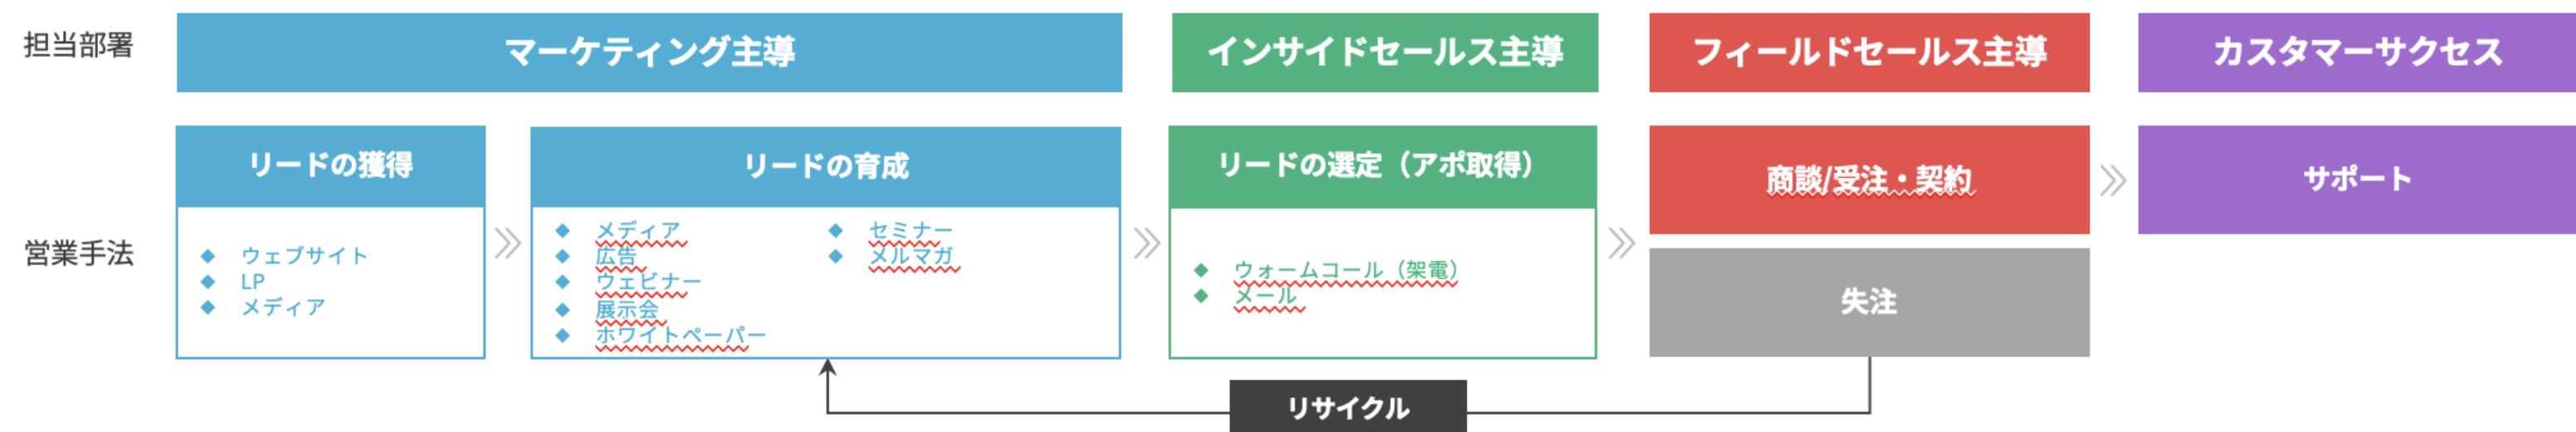 担当部署
マーケティング主導
インサイドセールス主導
フィールドセールス主導
カスタマーサクセス
営業手法
リードの獲得
ウェブサイト
LP
メディア
リードの育成
メディア
広告
ウェビナー
展示会
ホワイトペーパー
セミナー
メルマガ
リードの選定（アポ取得）
ウォームコール（架電）
メール
商談/受注・契約
失注
サポート
リサイクル